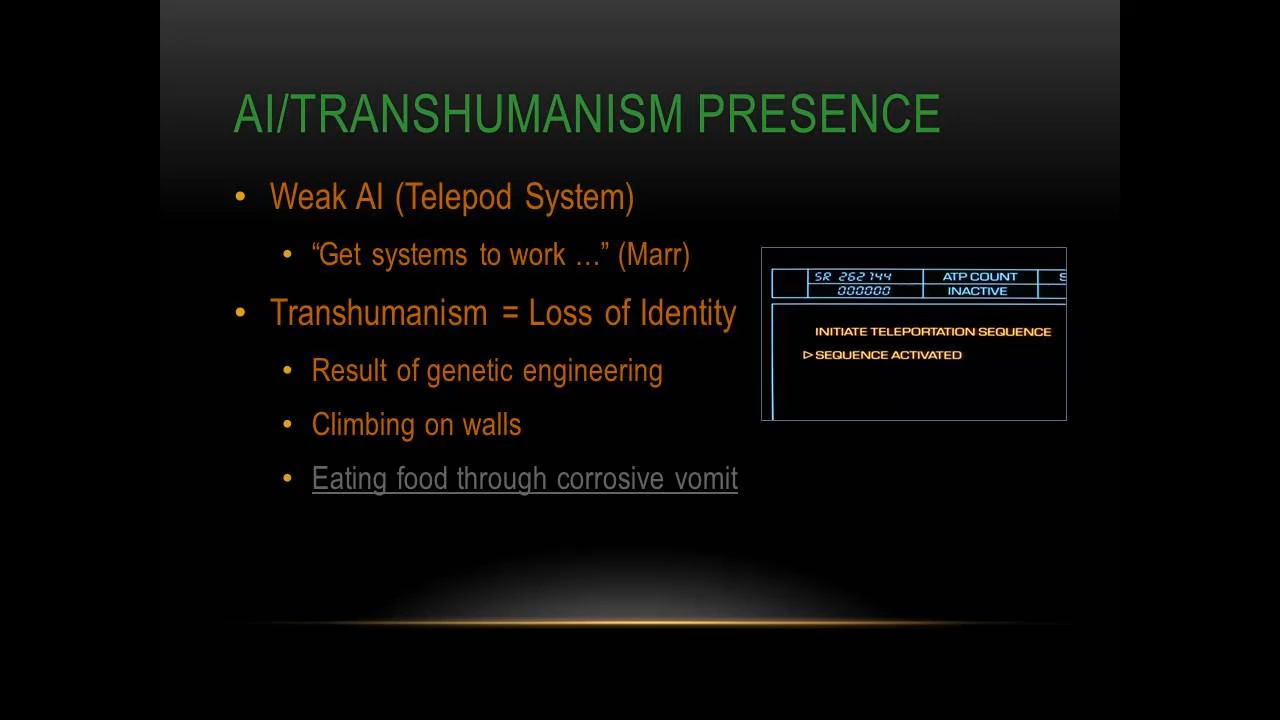 AI/TRANSHUMANISM PRESENCE
• Weak AI (Telepod System)
• “Get systems to work …” (Marr)
• Transhumanism = Loss of Identity
• Result of genetic engineering
• Climbing on walls
• Eating food through corrosive vomit
SR 262744 ATP COUNT S
000000 INACTIVE
INITIATE TELEPORTATION SEQUENCE
▷SEQUENCE ACTIVATED